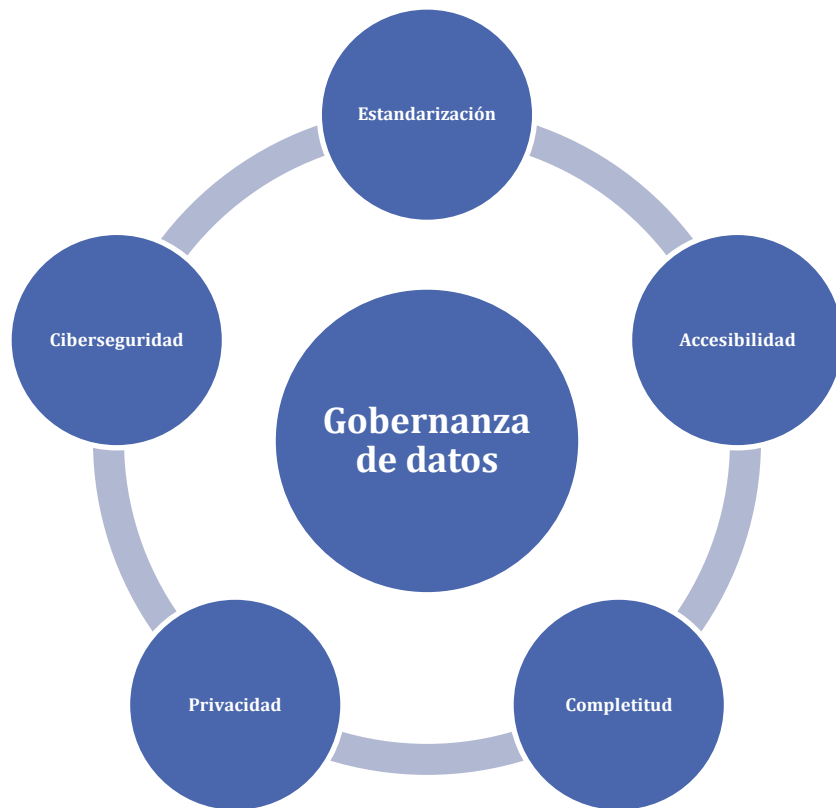 Estandarización
Ciberseguridad
Accesibilidad
Gobernanza
de datos
Privacidad
Completitud